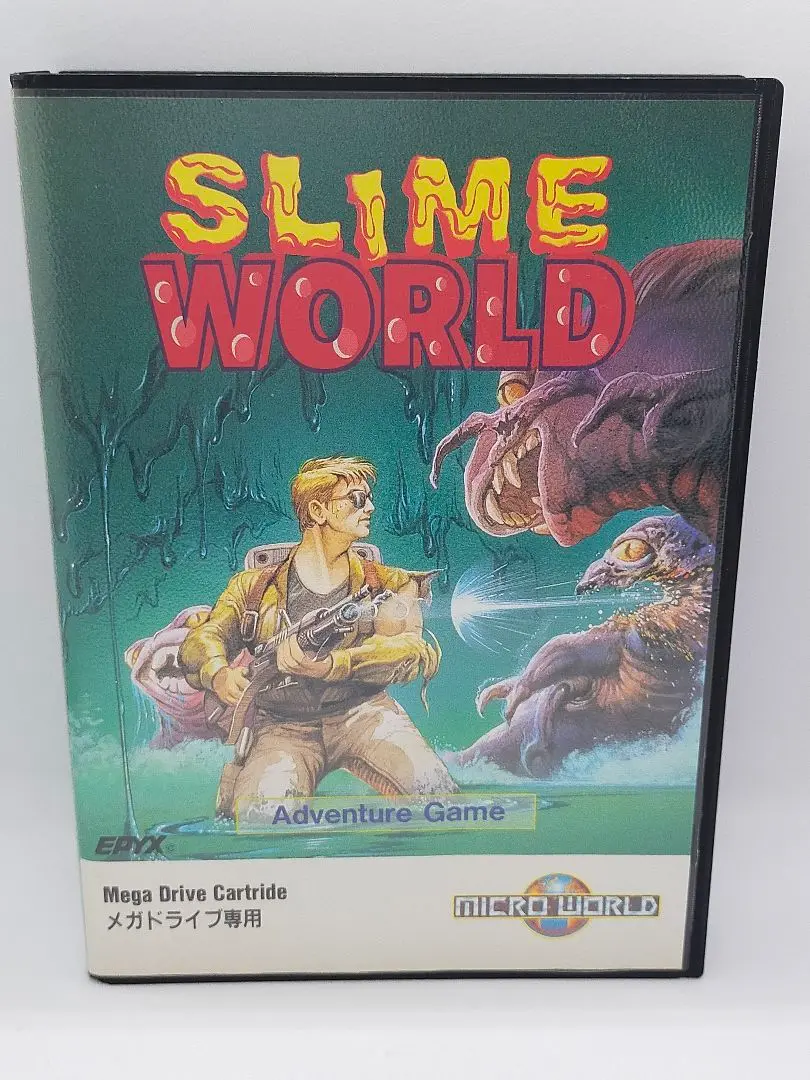 SLIME
WORLD
Adventure Game
EPYX
Mega Drive Cartride
メガドライブ専用
MICRO WORLD